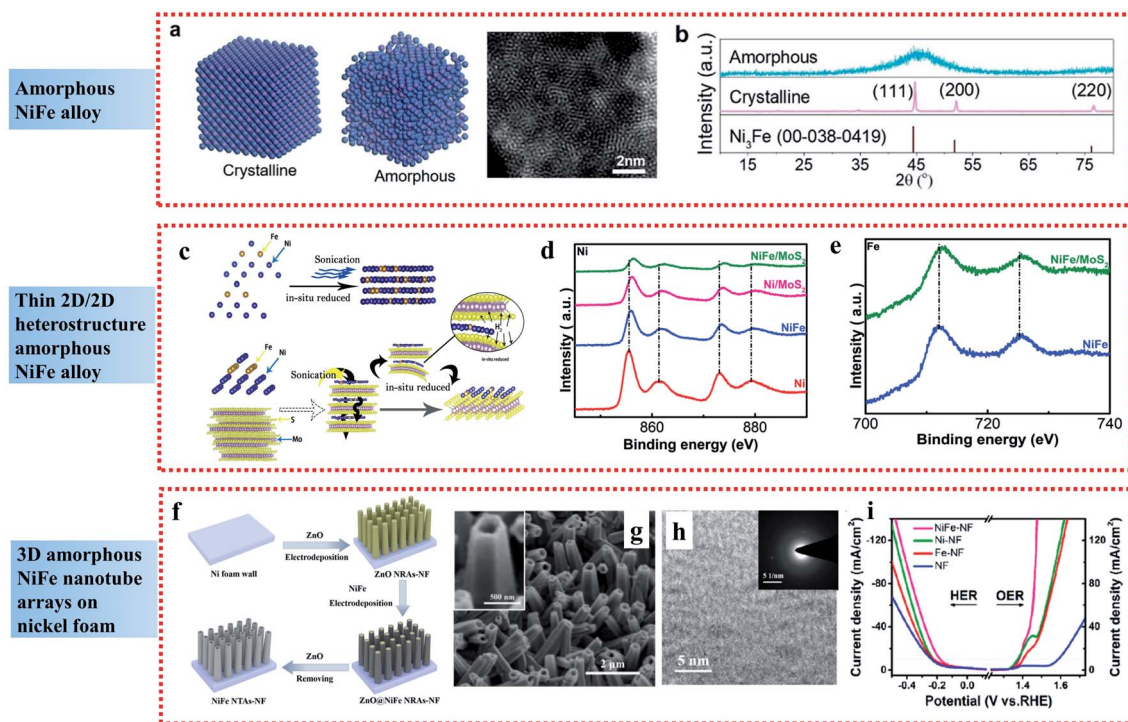 Amorphous
NiFe alloy
a
Crystalline
Amorphous
2nm
b
Intensity (a.u.)
Amorphous
Crystalline
(111)
(200)
(220)
Ni₃Fe (00-038-0419)
15 25 35 45 55 65 75
2θ (°)
Thin 2D/2D
heterostructure
amorphous
NiFe alloy
c
Fe
Ni
Sonication
in-situ reduced
Fe
Ni
Sonication
in-situ reduced
H
in-situ reduced
S
Mo
d
Ni
NiFe/MoS₂
Ni/MoS₂
NiFe
Ni
Intensity ( a.u.)
860 880
Binding energy (eV)
e
Fe
NiFe/MoS₂
NiFe
Intensity ( a.u.)
700 720 740
Binding energy (eV)
3D amorphous
NiFe nanotube
arrays on
nickel foam
f
Ni foam wall
ZnO
Electrodeposition
ZnO NRAs-NF
NiFe
Electrodeposition
ZnO@NiFe NRAs-NF
ZnO
Removing
NiFe NTAs-NF
g
500 nm
2 µm
h
5 1/nm
5 nm
i
NiFe-NF
Ni-NF
Fe-NF
NF
HER
OER
Current density (mA/cm²)
-120
-80
-40
0
Current density (mA/cm²)
120
80
40
0
-0.4 -0.2 0.0 1.4 1.6
Potential (V vs.RHE)